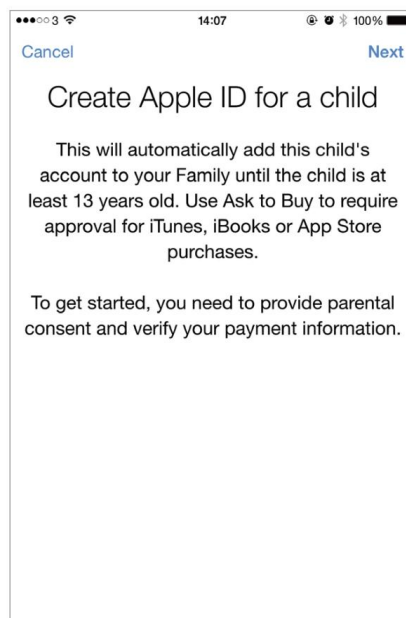 3 14:07 100%
Cancel Next
Create Apple ID for a child
This will automatically add this child's
account to your Family until the child is at
least 13 years old. Use Ask to Buy to require
approval for iTunes, iBooks or App Store
purchases.
To get started, you need to provide parental
consent and verify your payment information.